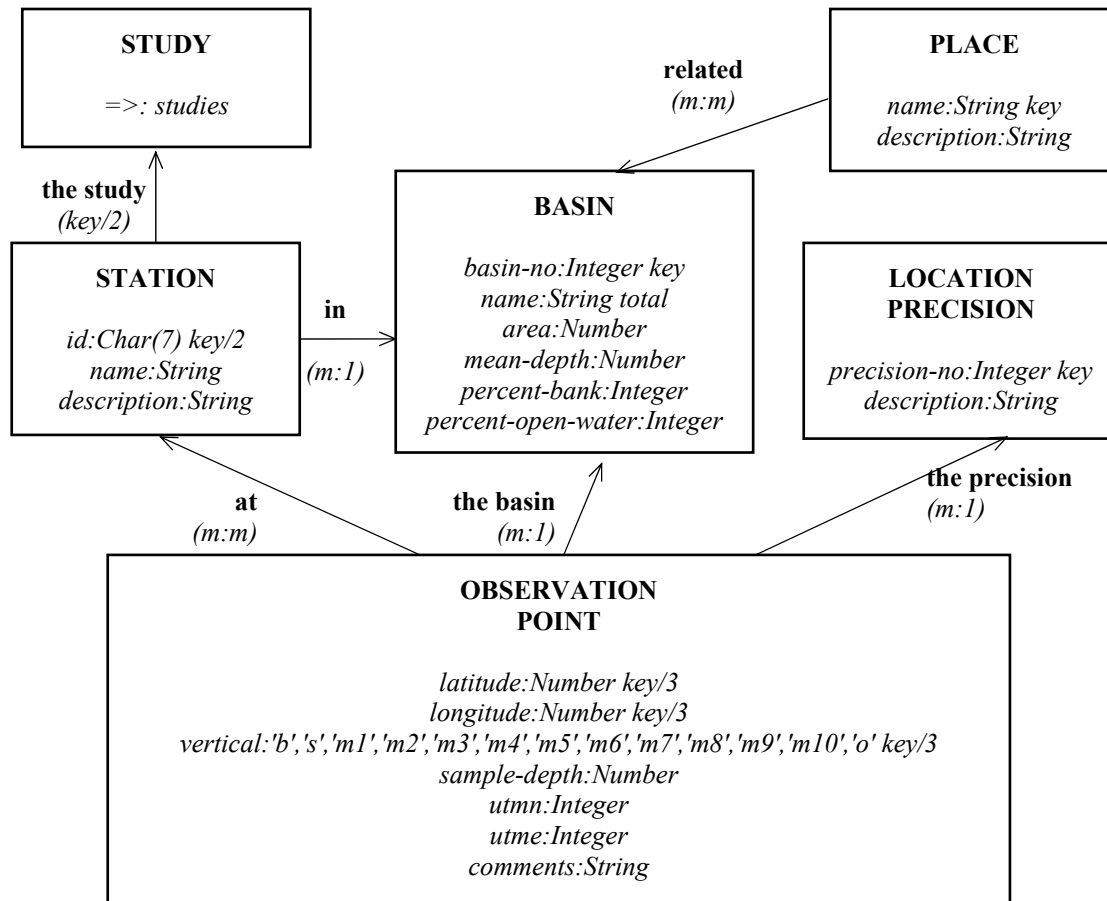 STUDY
=>: studies
related
(m:m)
PLACE
name:String key
description:String
the study
(key/2)
STATION
id:Char(7) key/2
name:String
description:String
in
(m:1)
BASIN
basin-no:Integer key
name:String total
area:Number
mean-depth:Number
percent-bank:Integer
percent-open-water:Integer
LOCATION
PRECISION
precision-no:Integer key
description:String
at
(m:m)
the basin
(m:1)
the precision
(m:1)
OBSERVATION
POINT
latitude:Number key/3
longitude:Number key/3
vertical:'b','s','m1','m2','m3','m4','m5','m6','m7','m8','m9','m10','o' key/3
sample-depth:Number
utmn:Integer
utme:Integer
comments:String